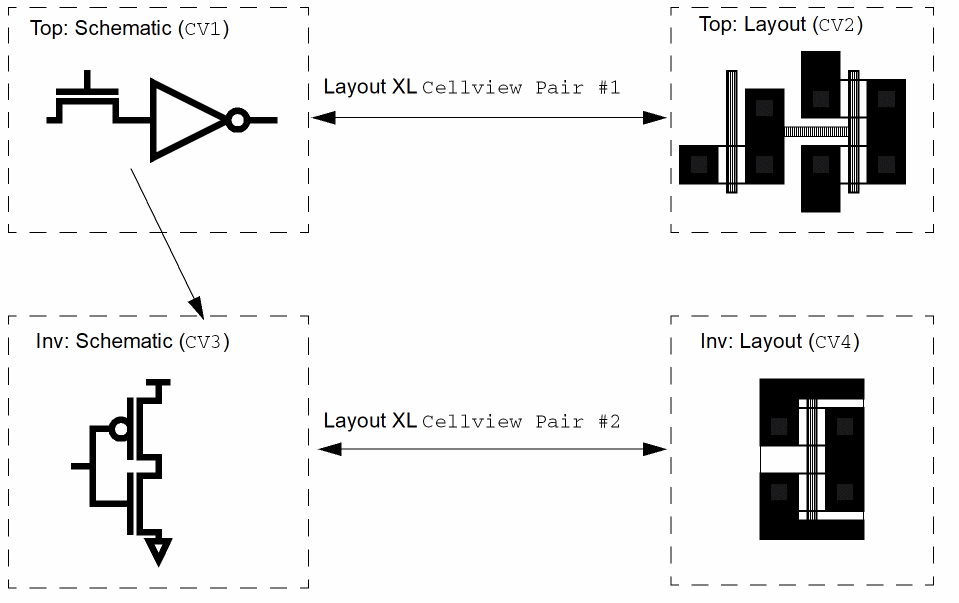 Top: Schematic (CV1)
Top: Layout (CV2)
Layout XL Cellview Pair #1
Inv: Schematic (CV3)
Inv: Layout (CV4)
Layout XL Cellview Pair #2